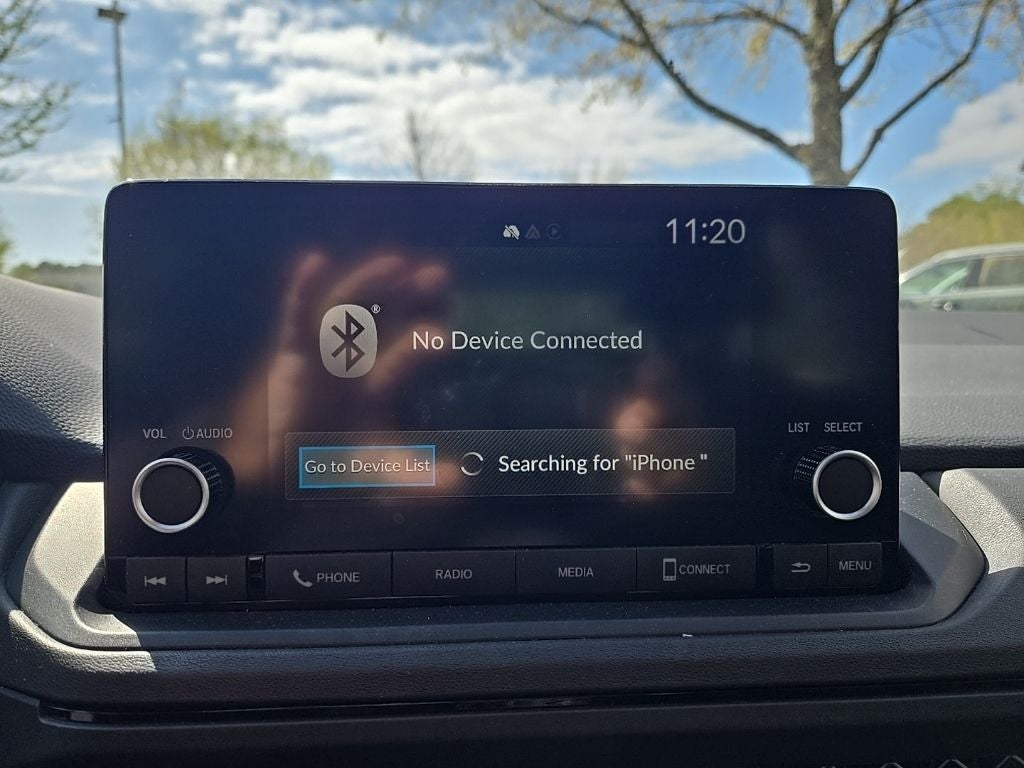 11:20
®
No Device Connected
VOL AUDIO
LIST SELECT
Go to Device List
Searching for "iPhone "
PHONE
RADIO
MEDIA
CONNECT
MENU